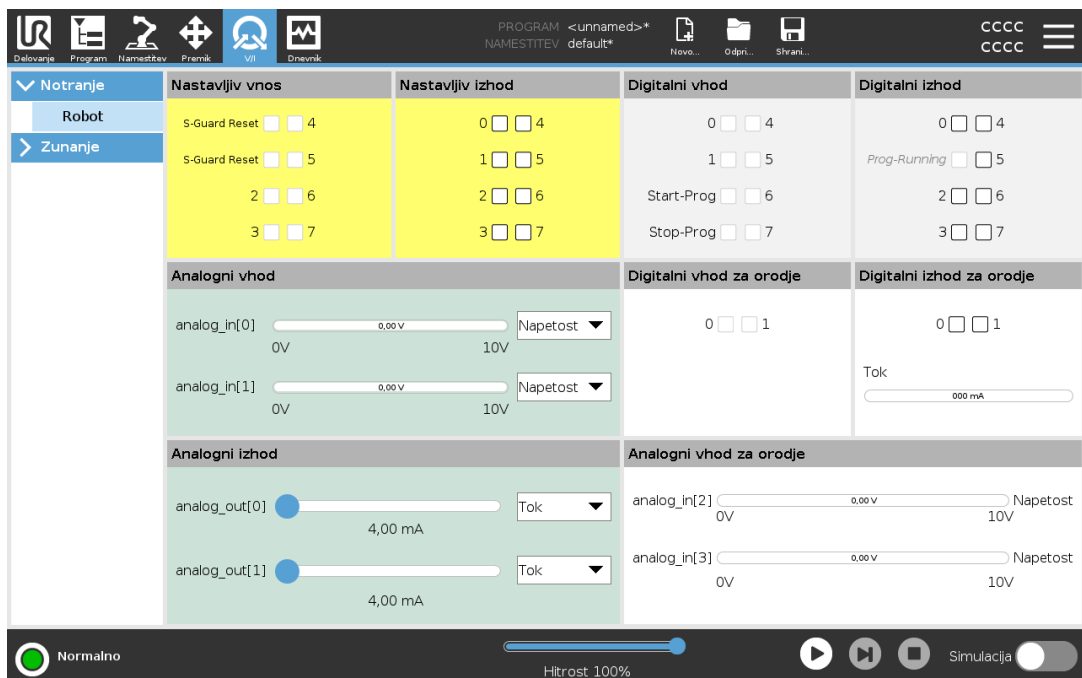 PROGRAM <unnamed>*
NAMESTITEV default*
CCCC
CCCC
Delovanje Program Namestitev Premik V/I Dnevnik Novo... Odpri... Shrani...
Notranje
Robot
Zunanje
Nastavljiv vnos Nastavljiv izhod Digitalni vhod Digitalni izhod
S-Guard Reset 4 0 4 0 4 0 4
S-Guard Reset 5 1 5 1 5 Prog-Running 5
2 6 2 6 Start-Prog 6 2 6
3 7 3 7 Stop-Prog 7 3 7
Analogni vhod Digitalni vhod za orodje Digitalni izhod za orodje
analog_in[0] 0,00 V Napetost 0 1 0 1
0V 10V
Tok
analog_in[1] 0,00 V Napetost 000 mA
0V 10V
Analogni izhod Analogni vhod za orodje
analog_out[0] Tok analog_in[2] 0,00 V Napetost
4,00 mA 0V 10V
analog_out[1] Tok analog_in[3] 0,00 V Napetost
4,00 mA 0V 10V
Normalno Hitrost 100% Simulacija